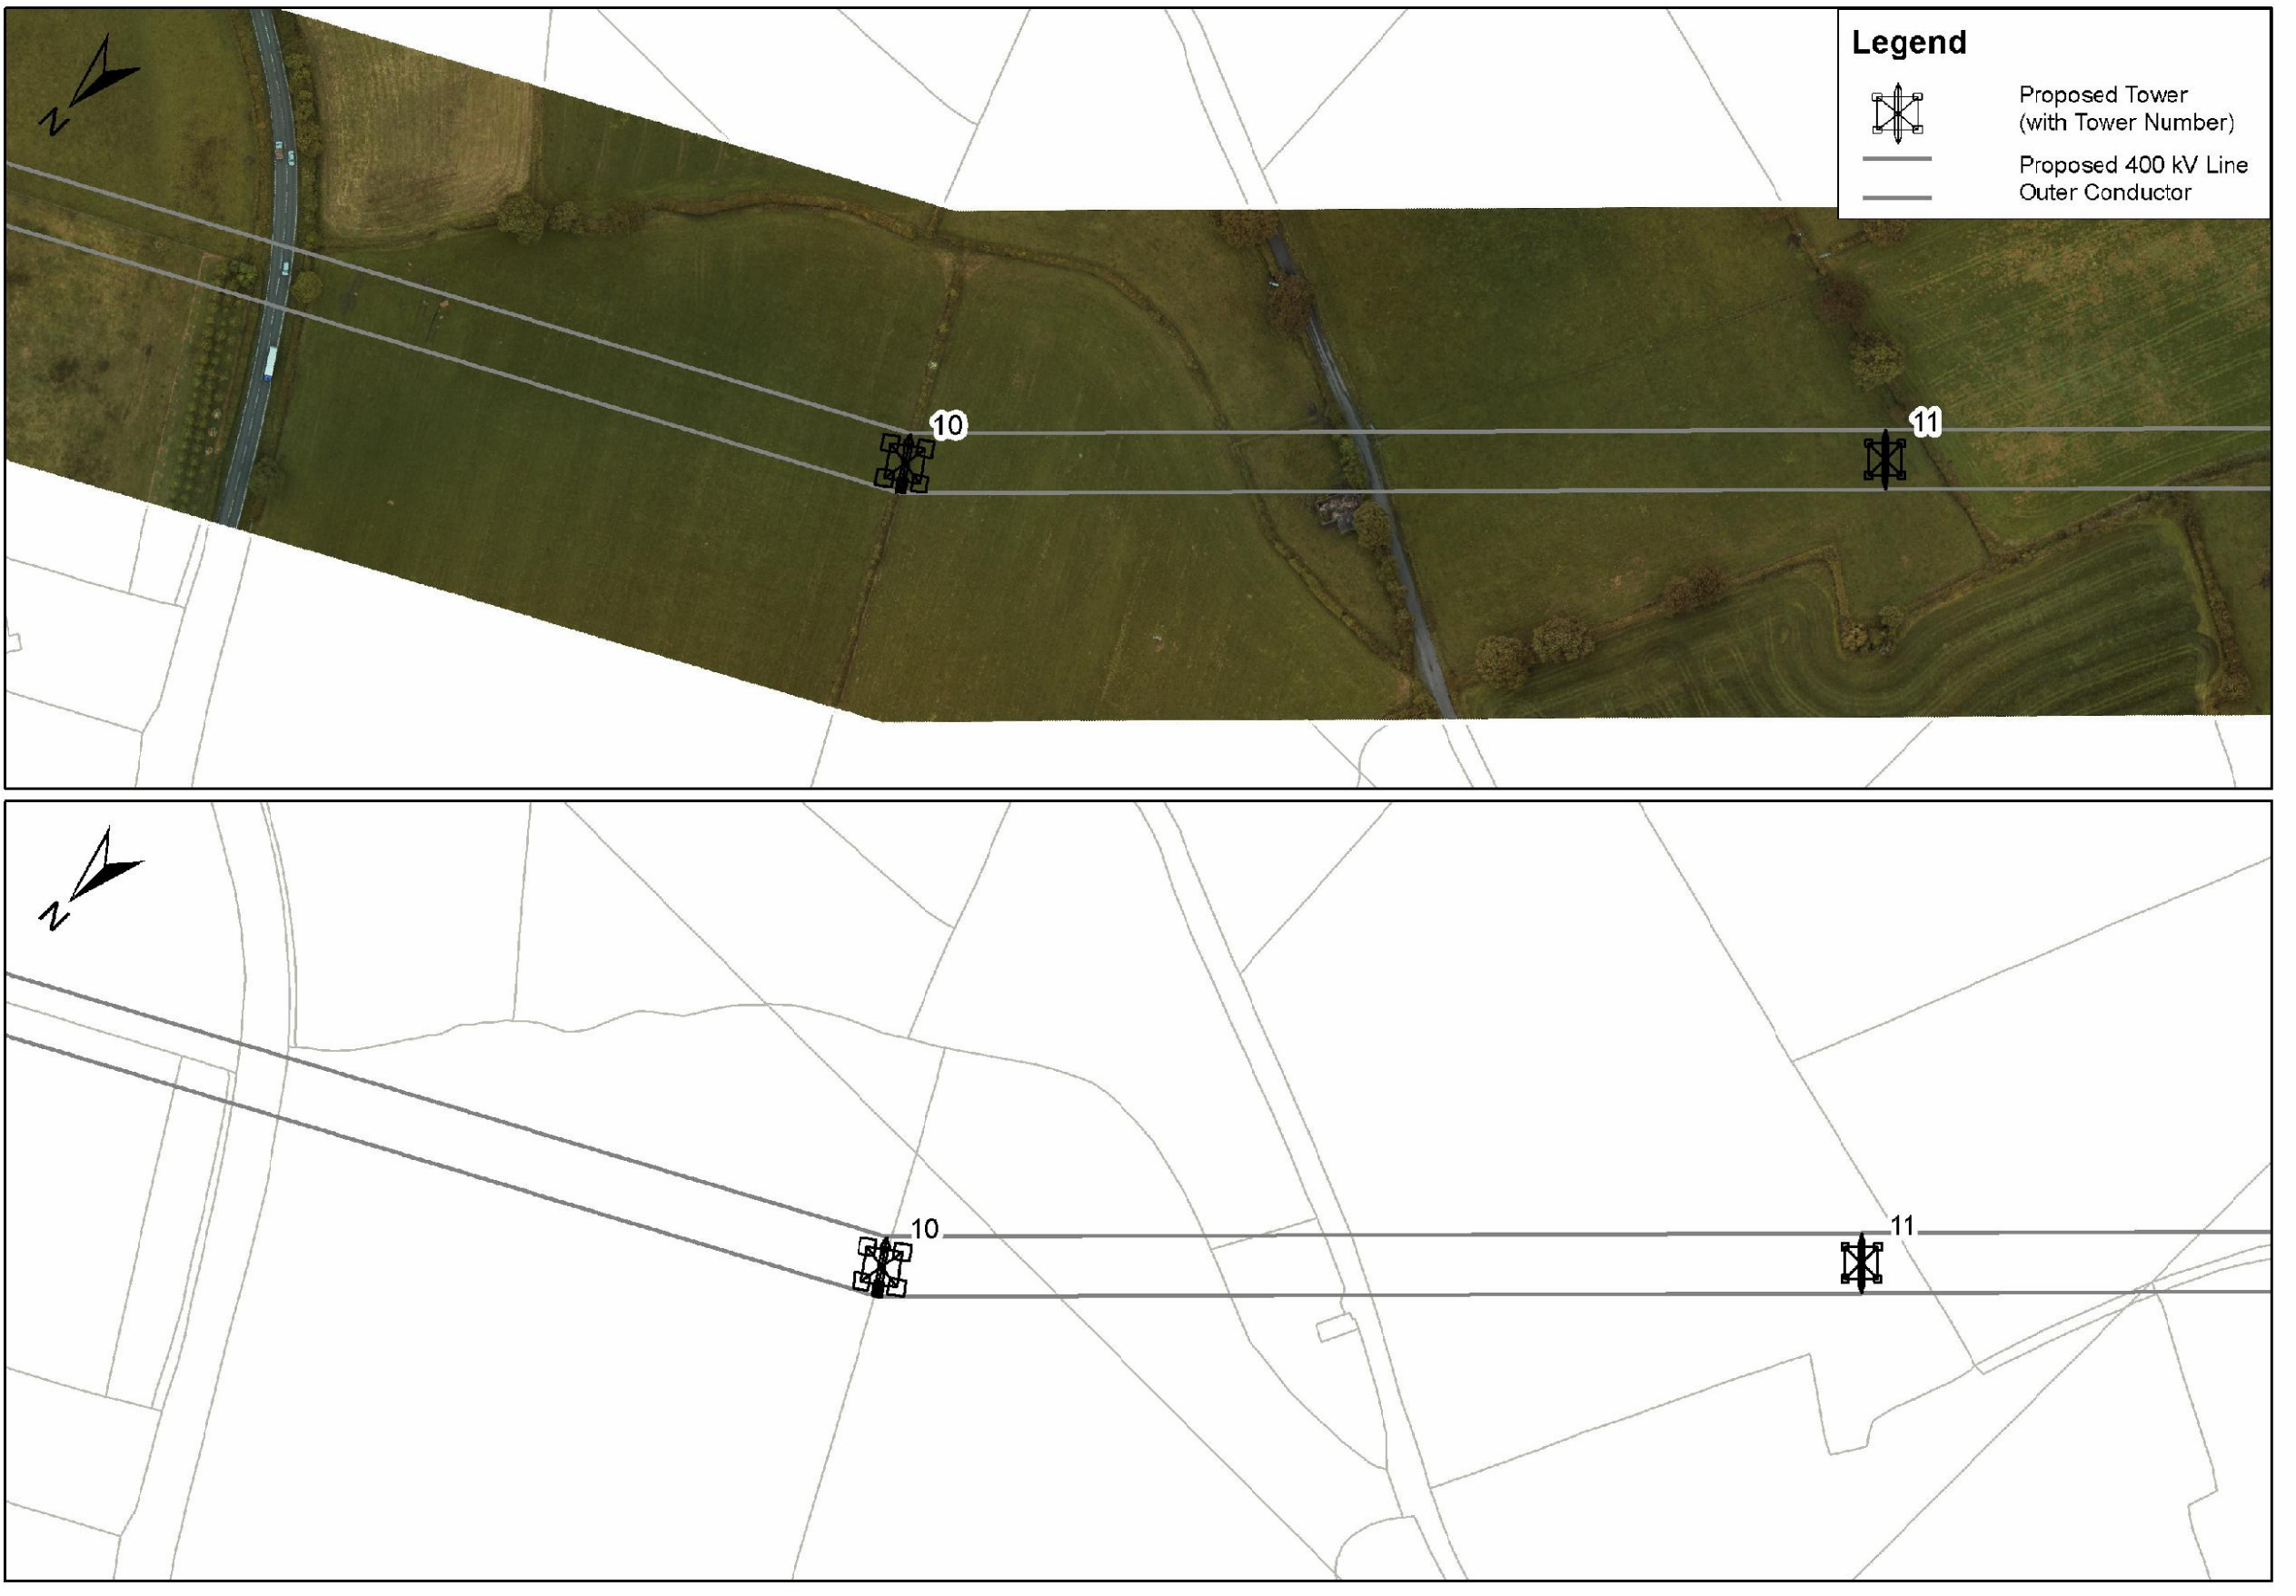 N
10
11
Legend
Proposed Tower
(with Tower Number)
Proposed 400 kV Line
Outer Conductor
N
10
11